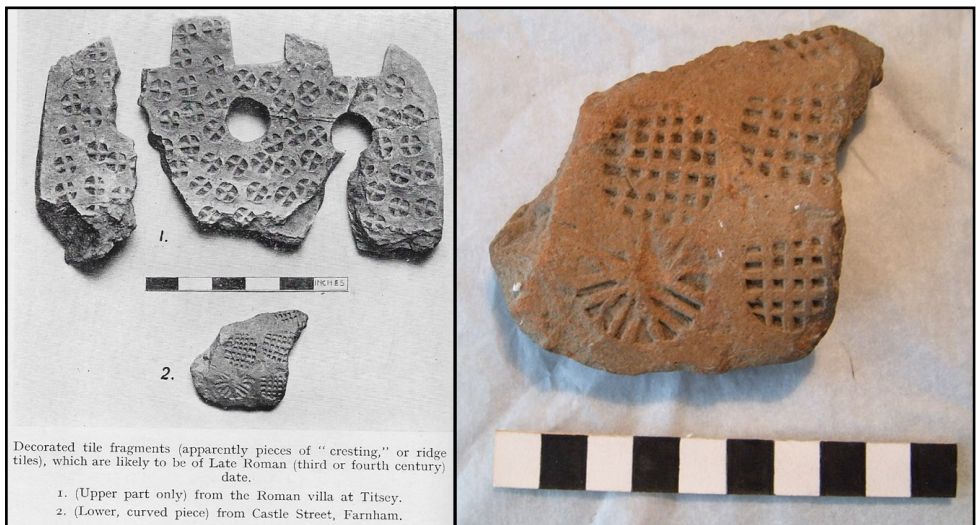 1.
INCHES
2.
Decorated tile fragments (apparently pieces of “ cresting,” or ridge
tiles), which are likely to be of Late Roman (third or fourth century)
date.
1. (Upper part only) from the Roman villa at Titsey.
2. (Lower, curved piece) from Castle Street, Farnham.